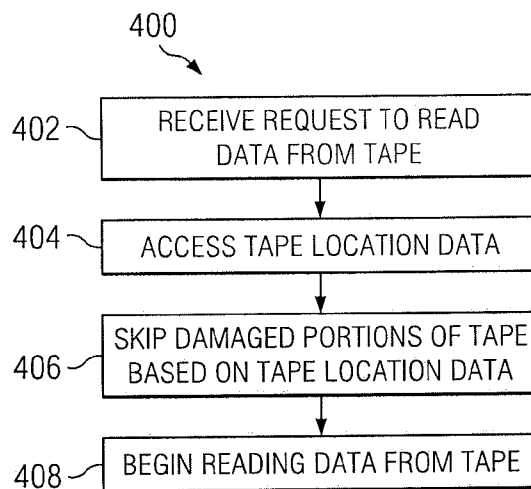 400
402
RECEIVE REQUEST TO READ
DATA FROM TAPE
404
ACCESS TAPE LOCATION DATA
406
SKIP DAMAGED PORTIONS OF TAPE
BASED ON TAPE LOCATION DATA
408
BEGIN READING DATA FROM TAPE